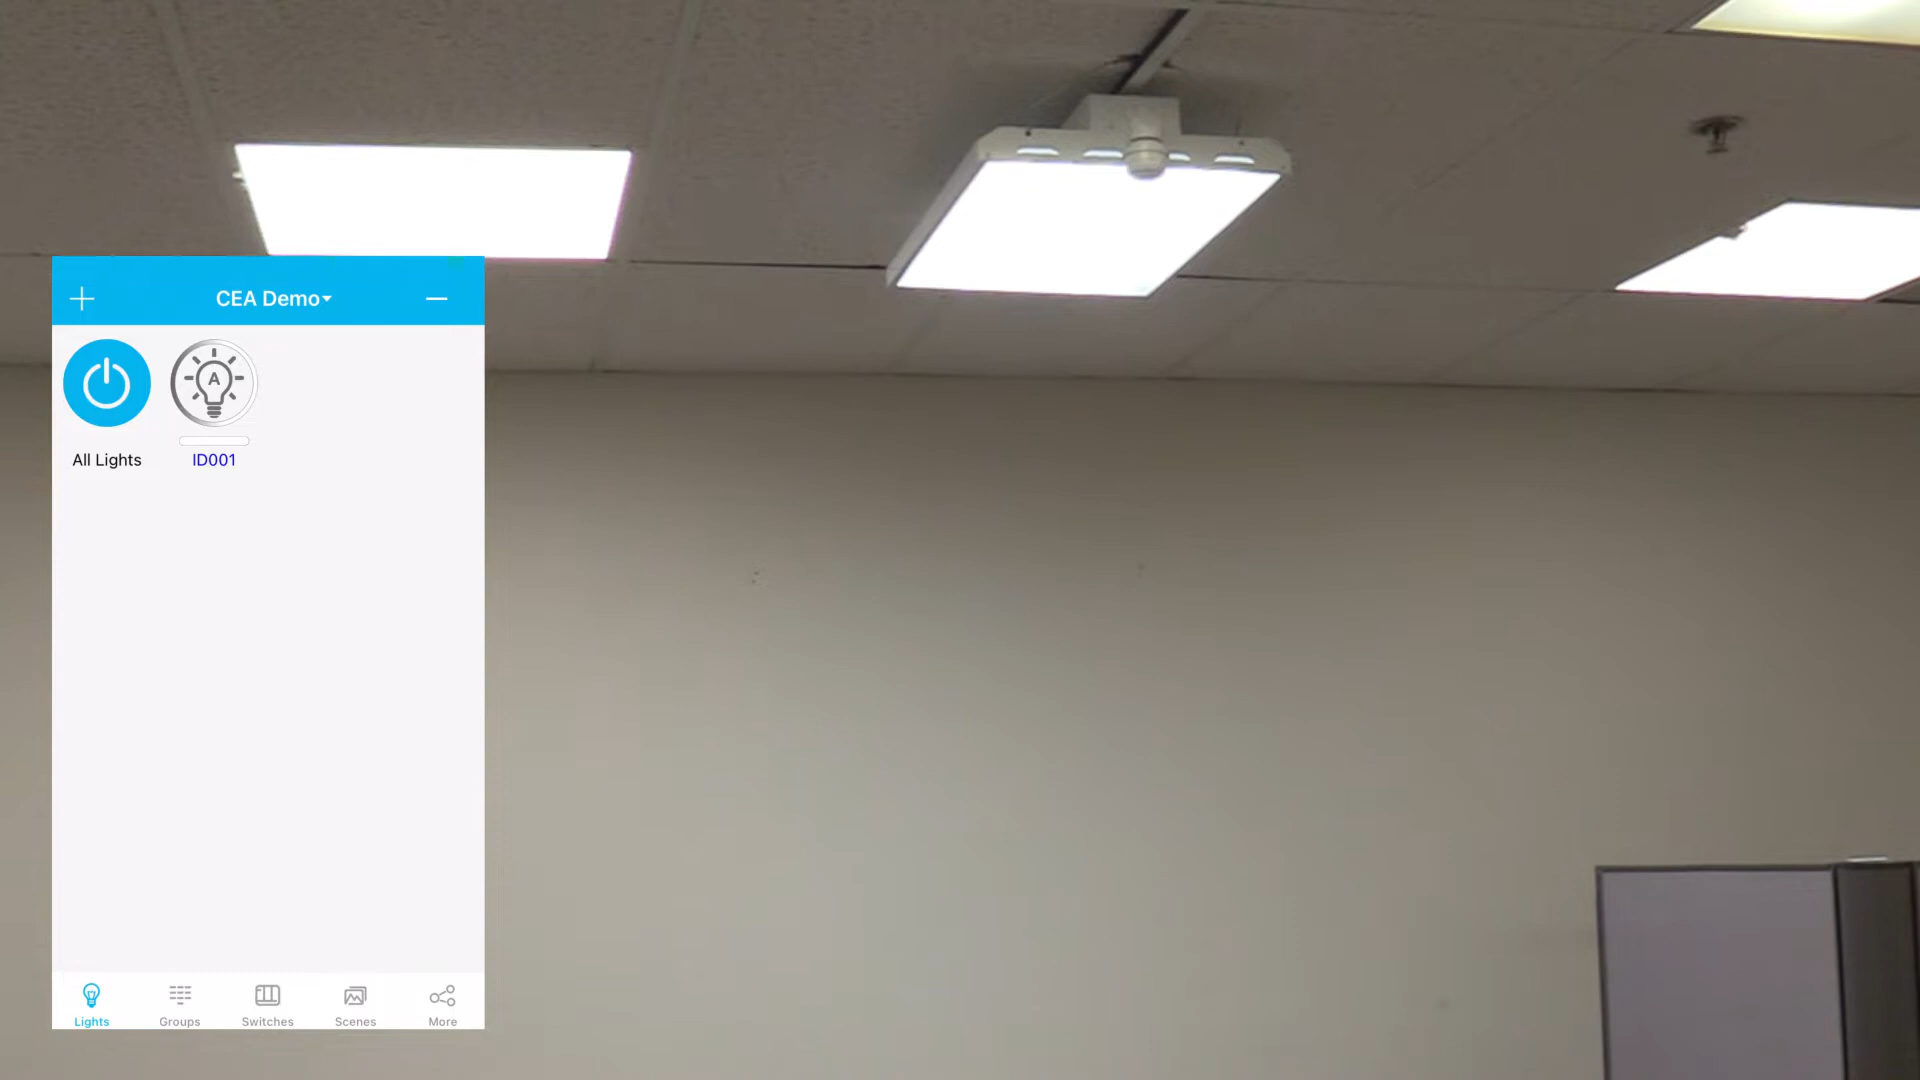 CEA Demo
A
All Lights
ID001
Lights
Groups
Switches
Scenes
More